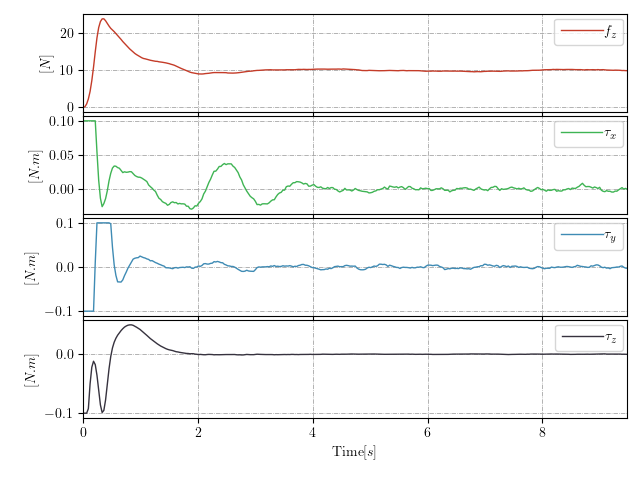 20
10
0
[N]
f_z
0.10
0.05
0.00
[N.m]
τ_x
0.1
0.0
−0.1
[N.m]
τ_y
0.0
−0.1
[N.m]
τ_z
0 2 4 6 8
Time[s]